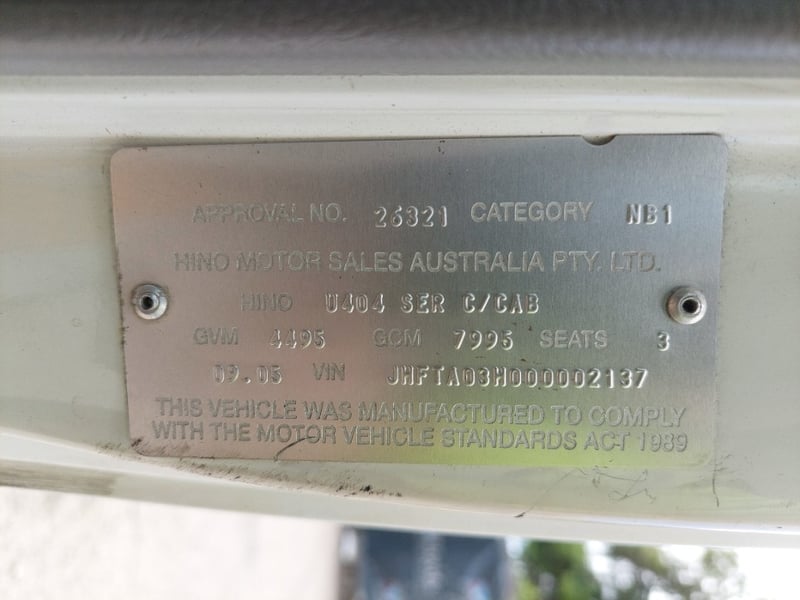 APPROVAL NO. 26321 CATEGORY NB1
HINO MOTOR SALES AUSTRALIA PTY. LTD.
HINO U404 SER C/CAB
GVM 4495 GCM 7995 SEATS 3
09.05 VIN JHFTA03H000002137
THIS VEHICLE WAS MANUFACTURED TO COMPLY
WITH THE MOTOR VEHICLE STANDARDS ACT 1989